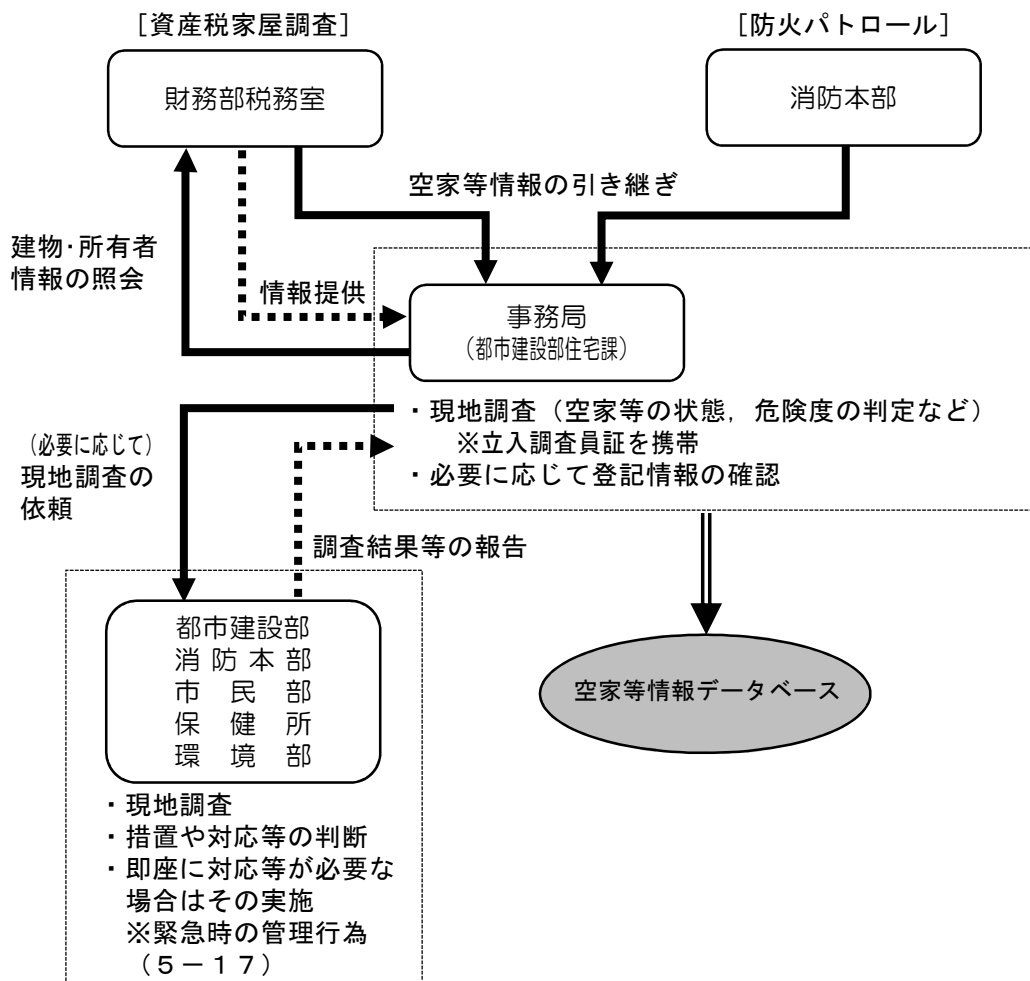 ［資産税家屋調査］
［防火パトロール］
財務部税務室
消防本部
空家等情報の引き継ぎ
建物･所有者
情報の照会
情報提供
事務局
（都市建設部住宅課）
・現地調査（空家等の状態，危険度の判定など）
※立入調査員証を携帯
・必要に応じて登記情報の確認
（必要に応じて）
現地調査の
依頼
調査結果等の報告
都市建設部
消防本部
市民部
保健所
環境部
空家等情報データベース
・現地調査
・措置や対応等の判断
・即座に対応等が必要な
場合はその実施
※緊急時の管理行為
（５－１７）